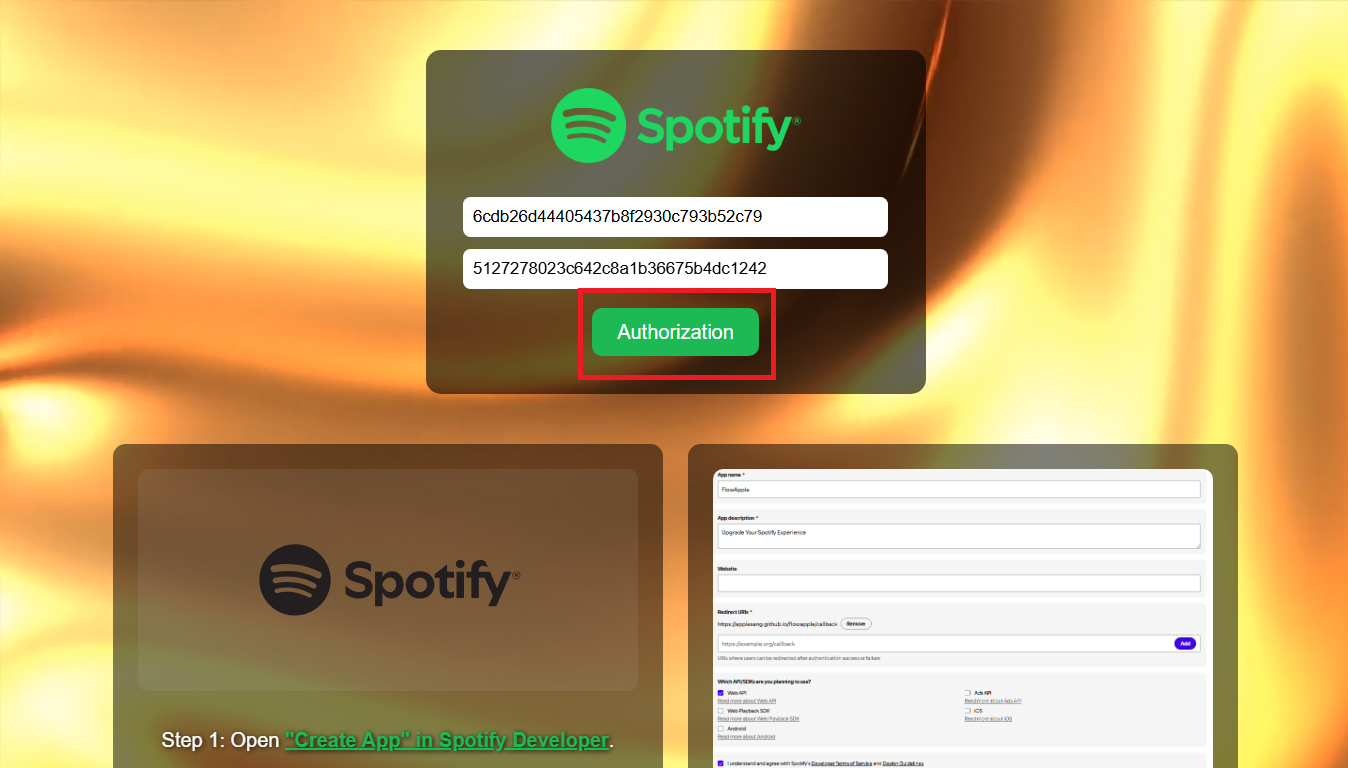 Spotify®
6cdb26d44405437b8f2930c793b52c79
5127278023c642c8a1b36675b4dc1242
Authorization
Spotify®
Step 1: Open "Create App" in Spotify Developer.
App name *
FlowApple
App description *
Upgrade Your Spotify Experience
Website
Redirect URIs *
https://applesang.github.io/flowapple/callback Remove
https://example.org/callback Add
URIs where users can be redirected after authentication success or failure
Which API/SDKs are you planning to use?
Web API Ads API
Read more about Web API Read more about Ads API
Web Playback SDK iOS
Read more about Web Playback SDK Read more about iOS
Android
Read more about Android
I understand and agree with Spotify's Developer Terms of Service and Design Guidelines